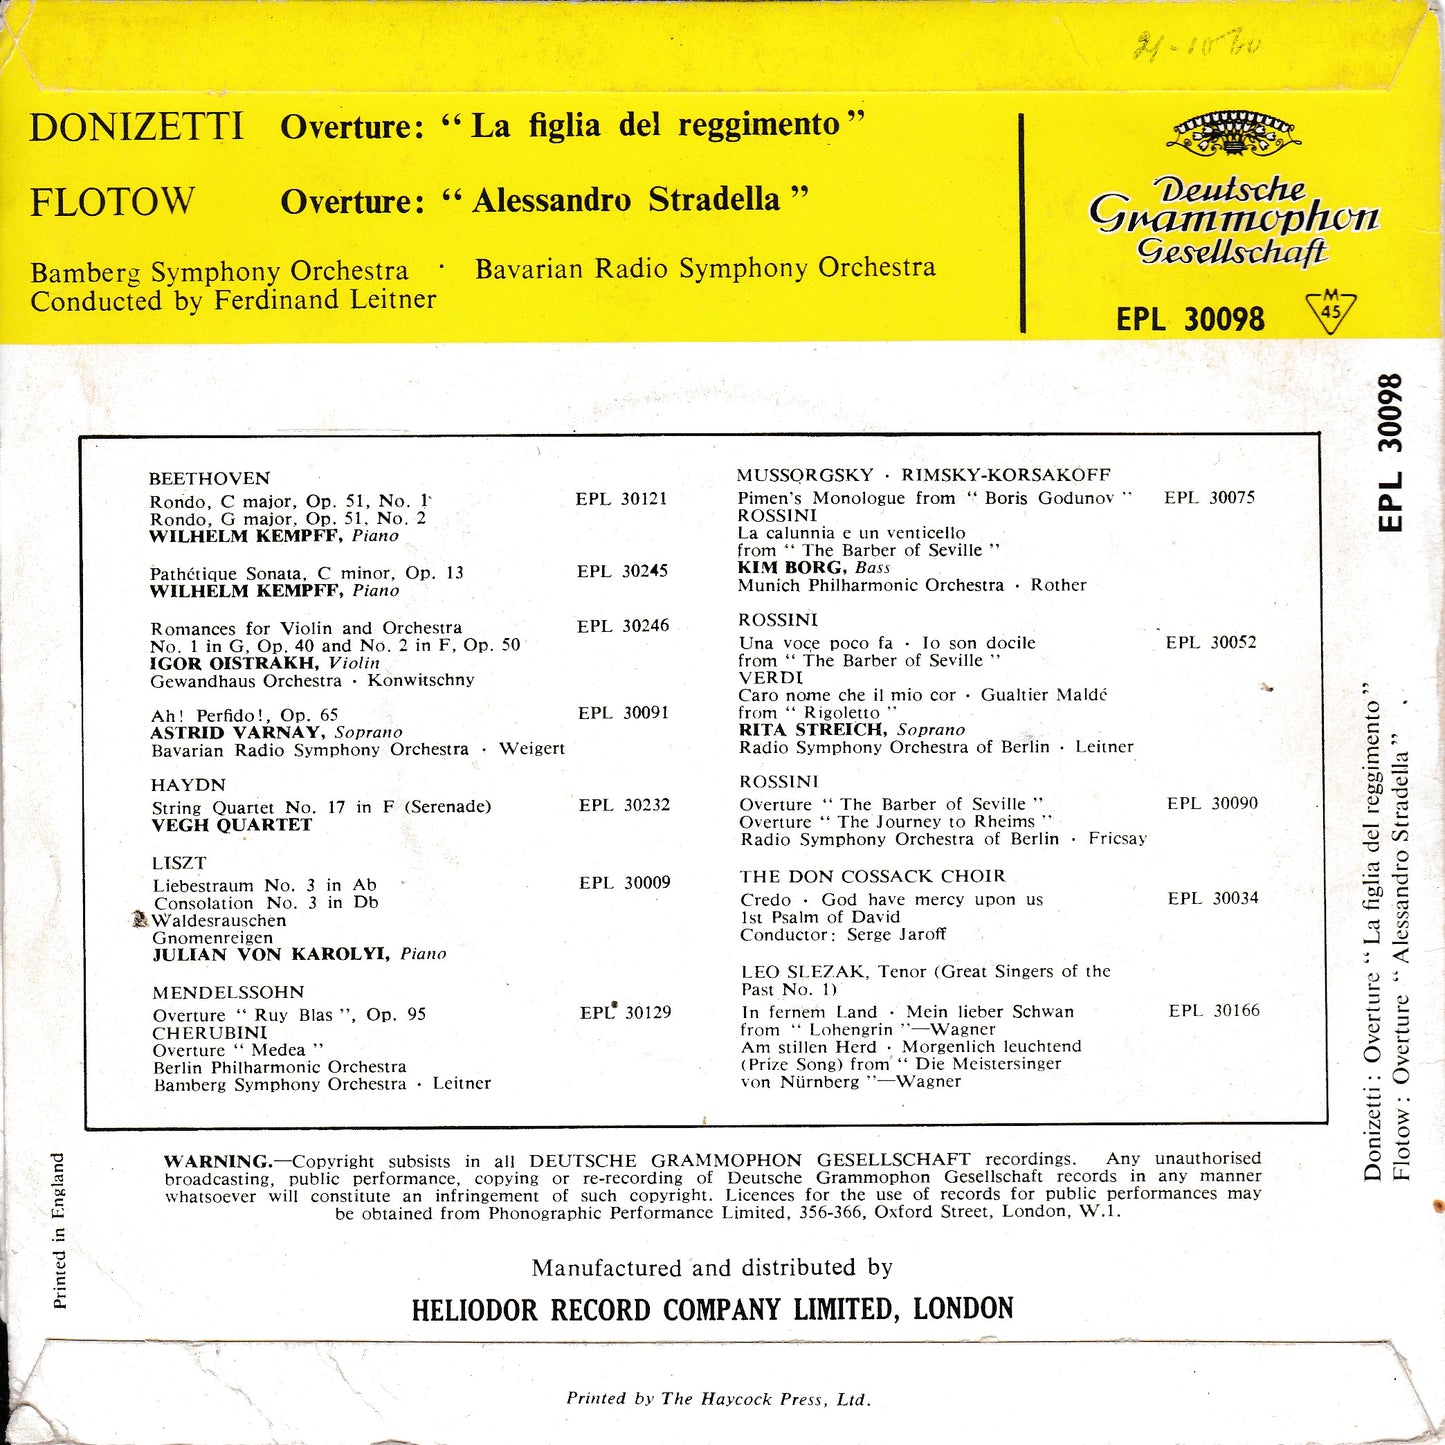 21-10 60
DONIZETTI Overture: “ La figlia del reggimento ”
FLOTOW Overture: “ Alessandro Stradella ”
Bamberg Symphony Orchestra · Bavarian Radio Symphony Orchestra
Conducted by Ferdinand Leitner
Deutsche
Grammophon
Gesellschaft
EPL 30098
M
45
EPL 30098
BEETHOVEN
Rondo, C major, Op. 51, No. 1 EPL 30121
Rondo, G major, Op. 51, No. 2
WILHELM KEMPFF, Piano
Pathétique Sonata, C minor, Op. 13 EPL 30245
WILHELM KEMPFF, Piano
Romances for Violin and Orchestra EPL 30246
No. 1 in G, Op. 40 and No. 2 in F, Op. 50
IGOR OISTRAKH, Violin
Gewandhaus Orchestra · Konwitschny
Ah! Perfido!, Op. 65 EPL 30091
ASTRID VARNAY, Soprano
Bavarian Radio Symphony Orchestra · Weigert
HAYDN
String Quartet No. 17 in F (Serenade) EPL 30232
VEGH QUARTET
LISZT
Liebestraum No. 3 in Ab EPL 30009
Consolation No. 3 in Db
Waldesrauschen
Gnomenreigen
JULIAN VON KAROLYI, Piano
MENDELSSOHN
Overture “ Ruy Blas ”, Op. 95 EPL 30129
CHERUBINI
Overture “ Medea ”
Berlin Philharmonic Orchestra
Bamberg Symphony Orchestra · Leitner
MUSSORGSKY · RIMSKY-KORSAKOFF
Pimen's Monologue from “ Boris Godunov ” EPL 30075
ROSSINI
La calunnia e un venticello
from “ The Barber of Seville ”
KIM BORG, Bass
Munich Philharmonic Orchestra · Rother
ROSSINI
Una voce poco fa · Io son docile EPL 30052
from “ The Barber of Seville ”
VERDI
Caro nome che il mio cor · Gualtier Maldé
from “ Rigoletto ”
RITA STREICH, Soprano
Radio Symphony Orchestra of Berlin · Leitner
ROSSINI
Overture “ The Barber of Seville ” EPL 30090
Overture “ The Journey to Rheims ”
Radio Symphony Orchestra of Berlin · Fricsay
THE DON COSSACK CHOIR
Credo · God have mercy upon us EPL 30034
1st Psalm of David
Conductor: Serge Jaroff
LEO SLEZAK, Tenor (Great Singers of the
Past No. 1)
In fernem Land · Mein lieber Schwan EPL 30166
from “ Lohengrin ”—Wagner
Am stillen Herd · Morgenlich leuchtend
(Prize Song) from “ Die Meistersinger
von Nürnberg ”—Wagner
Donizetti: Overture “ La figlia del reggimento ”
Flotow: Overture “ Alessandro Stradella ”
WARNING.—Copyright subsists in all DEUTSCHE GRAMMOPHON GESELLSCHAFT recordings. Any unauthorised
broadcasting, public performance, copying or re-recording of Deutsche Grammophon Gesellschaft records in any manner
whatsoever will constitute an infringement of such copyright. Licences for the use of records for public performances may
be obtained from Phonographic Performance Limited, 356-366, Oxford Street, London, W.1.
Printed in England
Manufactured and distributed by
HELIODOR RECORD COMPANY LIMITED, LONDON
Printed by The Haycock Press, Ltd.